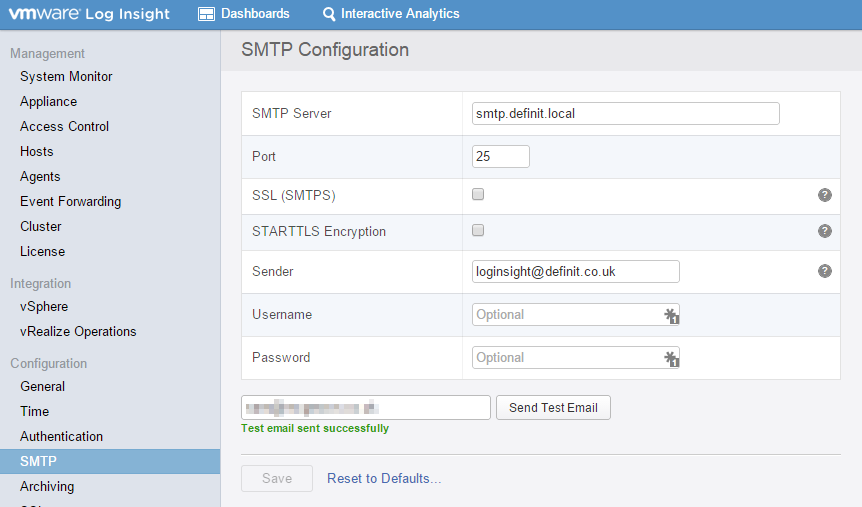 vmware Log Insight Dashboards Interactive Analytics
Management
System Monitor
Appliance
Access Control
Hosts
Agents
Event Forwarding
Cluster
License
Integration
vSphere
vRealize Operations
Configuration
General
Time
Authentication
SMTP
Archiving
SMTP Configuration
SMTP Server smtp.definit.local
Port 25
SSL (SMTPS) ?
STARTTLS Encryption ?
Sender loginsight@definit.co.uk ?
Username Optional 1
Password Optional 1
Send Test Email
Test email sent successfully
Save Reset to Defaults...